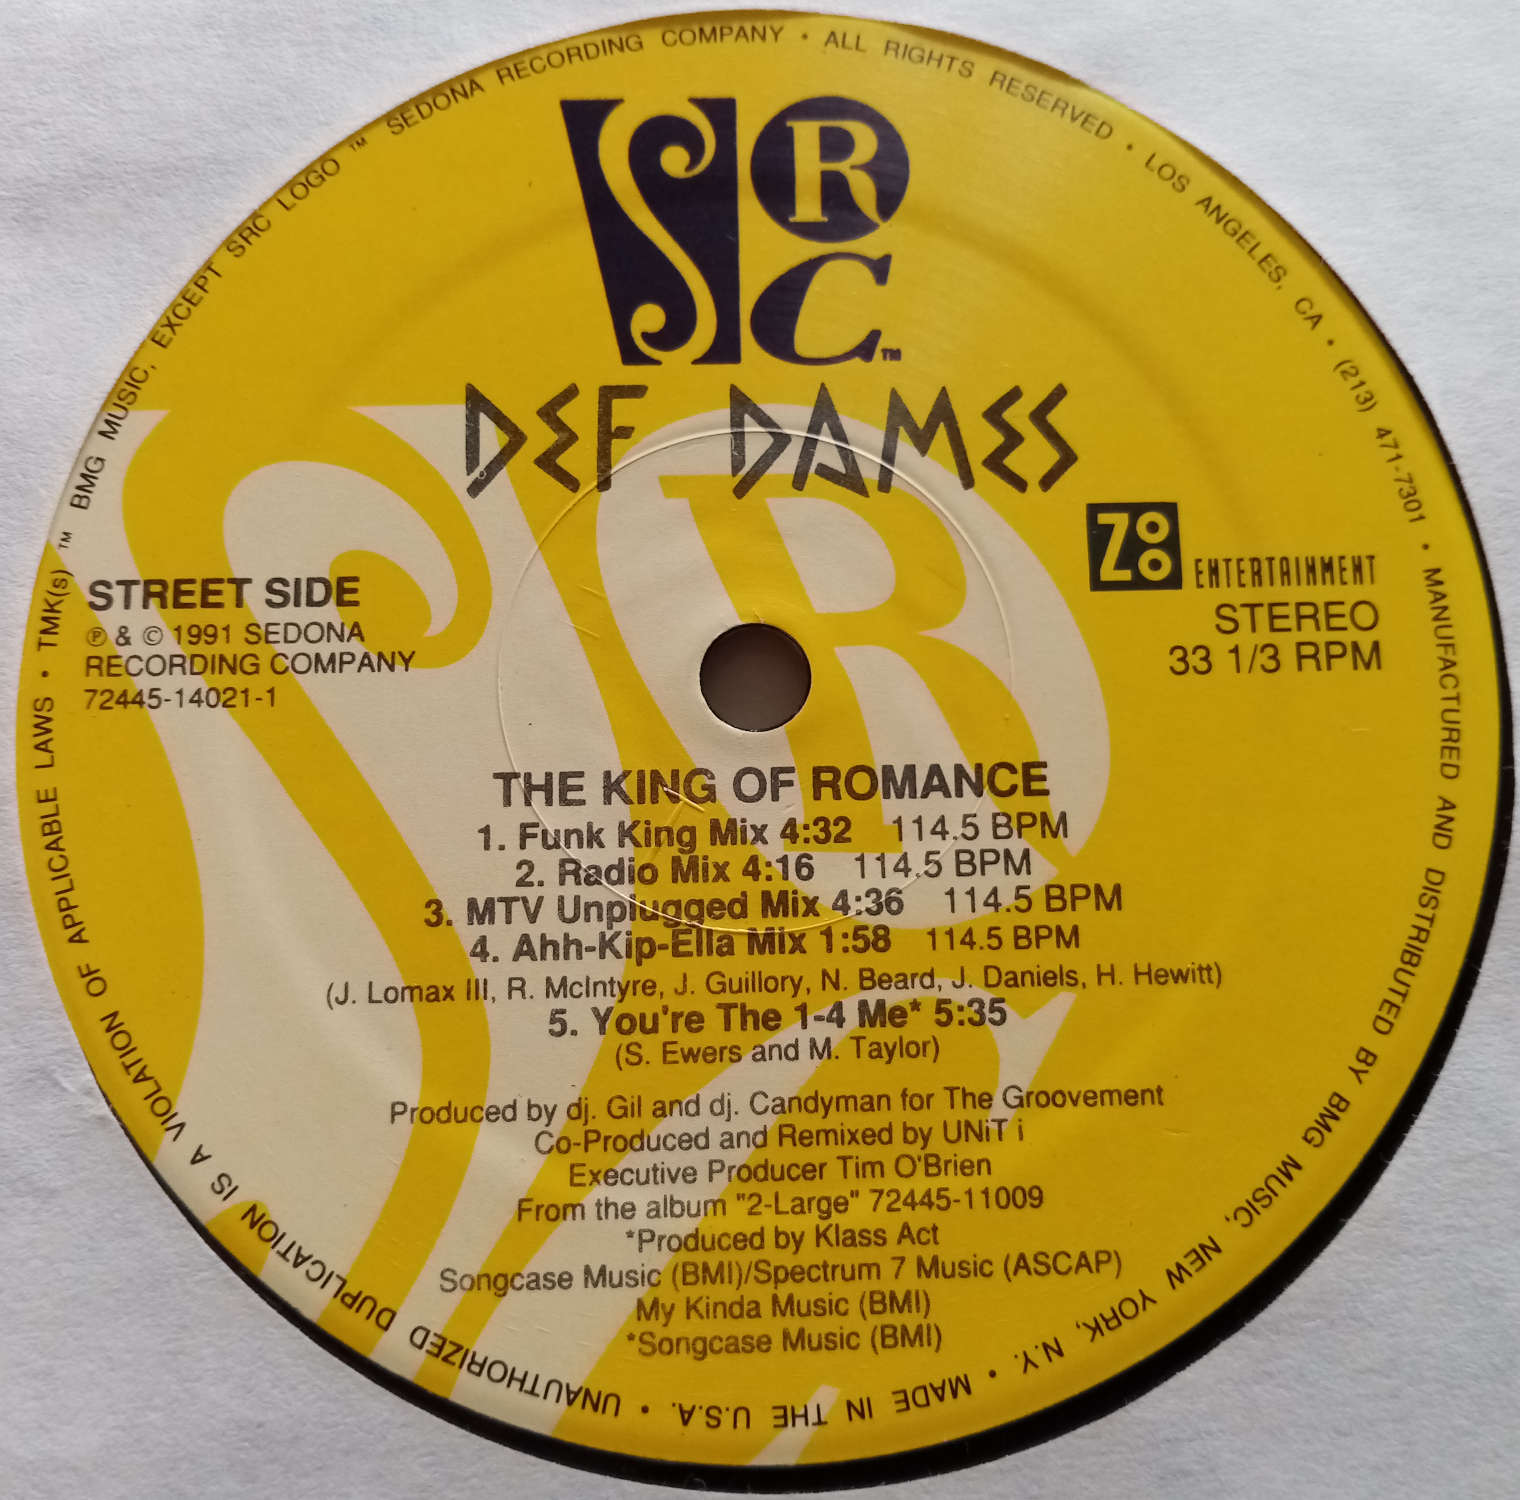 SEDONA RECORDING COMPANY • ALL RIGHTS RESERVED • LOS ANGELES, CA • (213) 471-7301 • MANUFACTURED AND DISTRIBUTED BY BMG MUSIC, NEW YORK, N.Y. • MADE IN THE U.S.A. • UNAUTHORIZED DUPLICATION IS A VIOLATION OF APPLICABLE LAWS • TMK(s) ™ BMG MUSIC, EXCEPT SRC LOGO ™
SRC™
DEF DAMES
ZOO ENTERTAINMENT
STEREO
33 1/3 RPM
STREET SIDE
℗ & © 1991 SEDONA
RECORDING COMPANY
72445-14021-1
THE KING OF ROMANCE
1. Funk King Mix 4:32 114.5 BPM
2. Radio Mix 4:16 114.5 BPM
3. MTV Unplugged Mix 4:36 114.5 BPM
4. Ahh-Kip-Ella Mix 1:58 114.5 BPM
(J. Lomax III, R. McIntyre, J. Guillory, N. Beard, J. Daniels, H. Hewitt)
5. You're The 1-4 Me* 5:35
(S. Ewers and M. Taylor)
Produced by dj. Gil and dj. Candyman for The Groovement
Co-Produced and Remixed by UNiT i
Executive Producer Tim O'Brien
From the album "2-Large" 72445-11009
*Produced by Klass Act
Songcase Music (BMI)/Spectrum 7 Music (ASCAP)
My Kinda Music (BMI)
*Songcase Music (BMI)